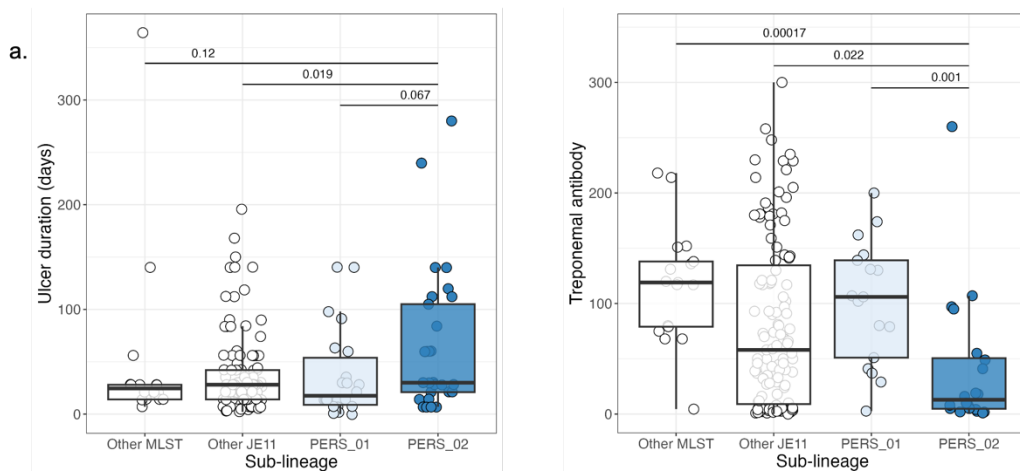 a.
0.12
0.019
0.067
300
200
100
0
Ulcer duration (days)
Other MLST Other JE11 PERS_01 PERS_02
Sub-lineage
0.00017
0.022
0.001
300
200
100
0
Treponemal antibody
Other MLST Other JE11 PERS_01 PERS_02
Sub-lineage